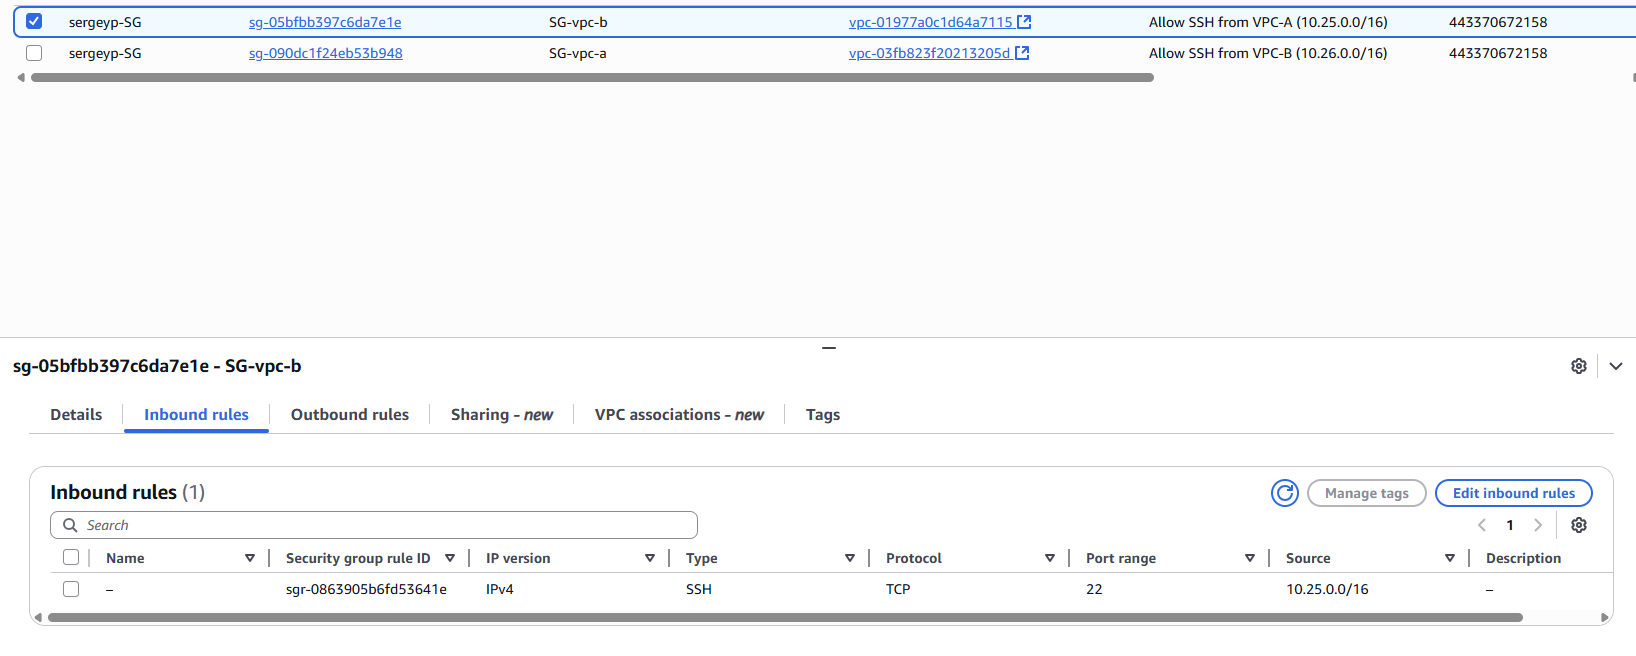 sergeyp-SG sg-05bfbb397c6da7e1e SG-vpc-b vpc-01977a0c1d64a7115 Allow SSH from VPC-A (10.25.0.0/16) 443370672158
sergeyp-SG sg-090dc1f24eb53b948 SG-vpc-a vpc-03fb823f20213205d Allow SSH from VPC-B (10.26.0.0/16) 443370672158
sg-05bfbb397c6da7e1e - SG-vpc-b
Details Inbound rules Outbound rules Sharing - new VPC associations - new Tags
Inbound rules (1) Manage tags Edit inbound rules
Search 1
Name Security group rule ID IP version Type Protocol Port range Source Description
– sgr-0863905b6fd53641e IPv4 SSH TCP 22 10.25.0.0/16 –